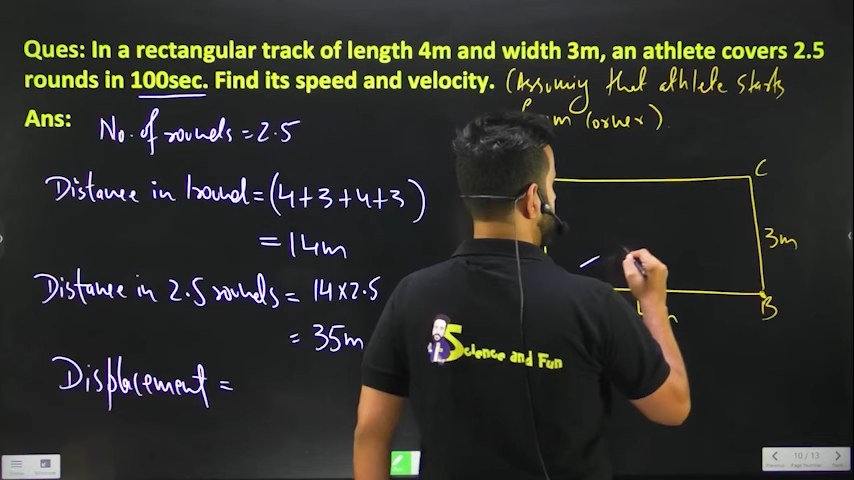 Ques: In a rectangular track of length 4m and width 3m, an athlete covers 2.5
rounds in 100sec. Find its speed and velocity. (Assuming that athlete starts
corner).
Ans:
No. of rounds = 2.5
Distance in 1 round = (4+3+4+3)
= 14m
Distance in 2.5 rounds = 14×2.5
= 35m
Displacement =
C
3m
B
Science and Fun
10 / 13